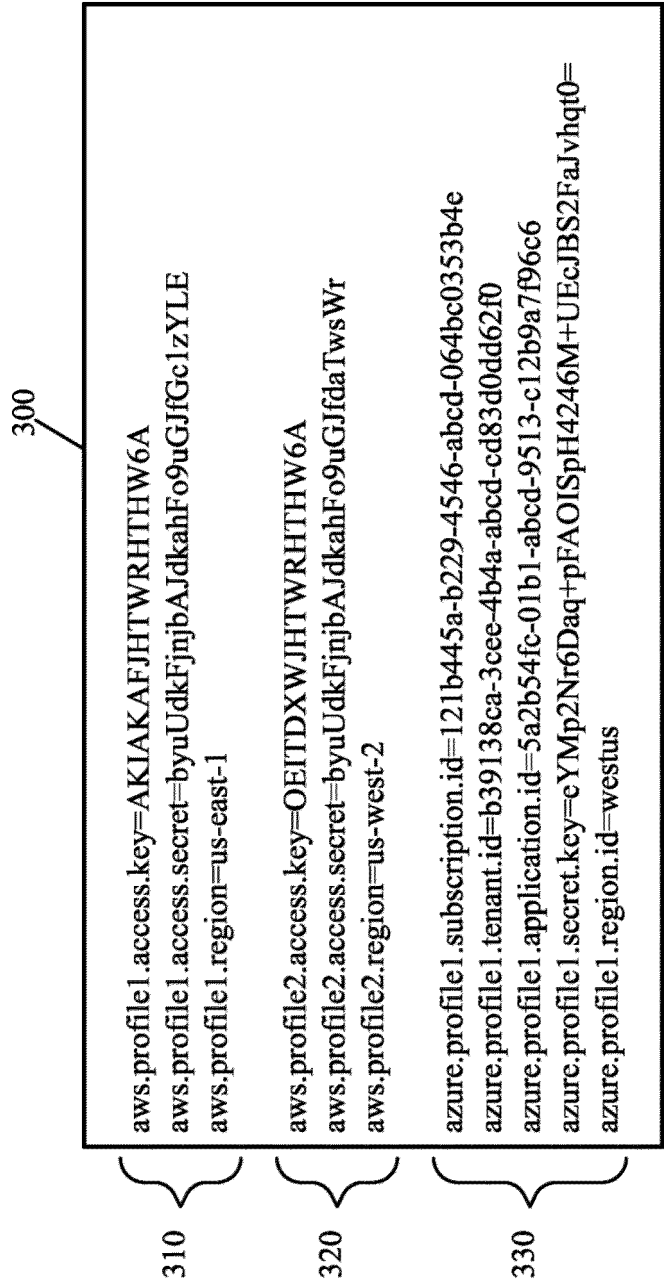 300
310
aws.profile1.access.key=AKIAKAFJHTWRHTHW6A
aws.profile1.access.secret=byuUdkFjnjbAJdkahFo9uGJfGc1zYLE
aws.profile1.region=us-east-1
320
aws.profile2.access.key=OEITDXWJHTWRHTHW6A
aws.profile2.access.secret=byuUdkFjnjbAJdkahFo9uGJfdaTwsWr
aws.profile2.region=us-west-2
330
azure.profile1.subscription.id=121b445a-b229-4546-abcd-064bc0353b4e
azure.profile1.tenant.id=b39138ca-3cee-4b4a-abcd-cd83d0dd62f0
azure.profile1.application.id=5a2b54fc-01b1-abcd-9513-c12b9a7f96c6
azure.profile1.secret.key=eYMp2Nr6Daq+pFAOISpH4246M+UEcJBS2FaJvhqt0=
azure.profile1.region.id=westus